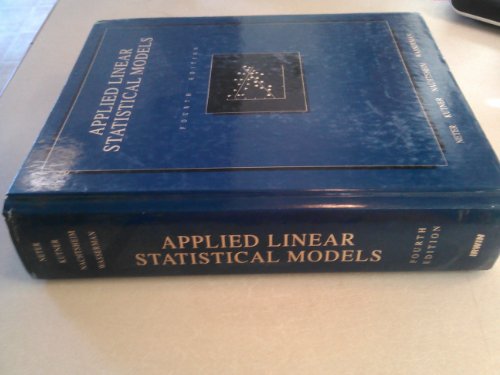 APPLIED LINEAR
STATISTICAL MODELS
FOURTH EDITION
NETER KUTNER NACHTSHEIM WASSERMAN
NETER
KUTNER
NACHTSHEIM
WASSERMAN
APPLIED LINEAR
STATISTICAL MODELS
FOURTH
EDITION
IRWIN